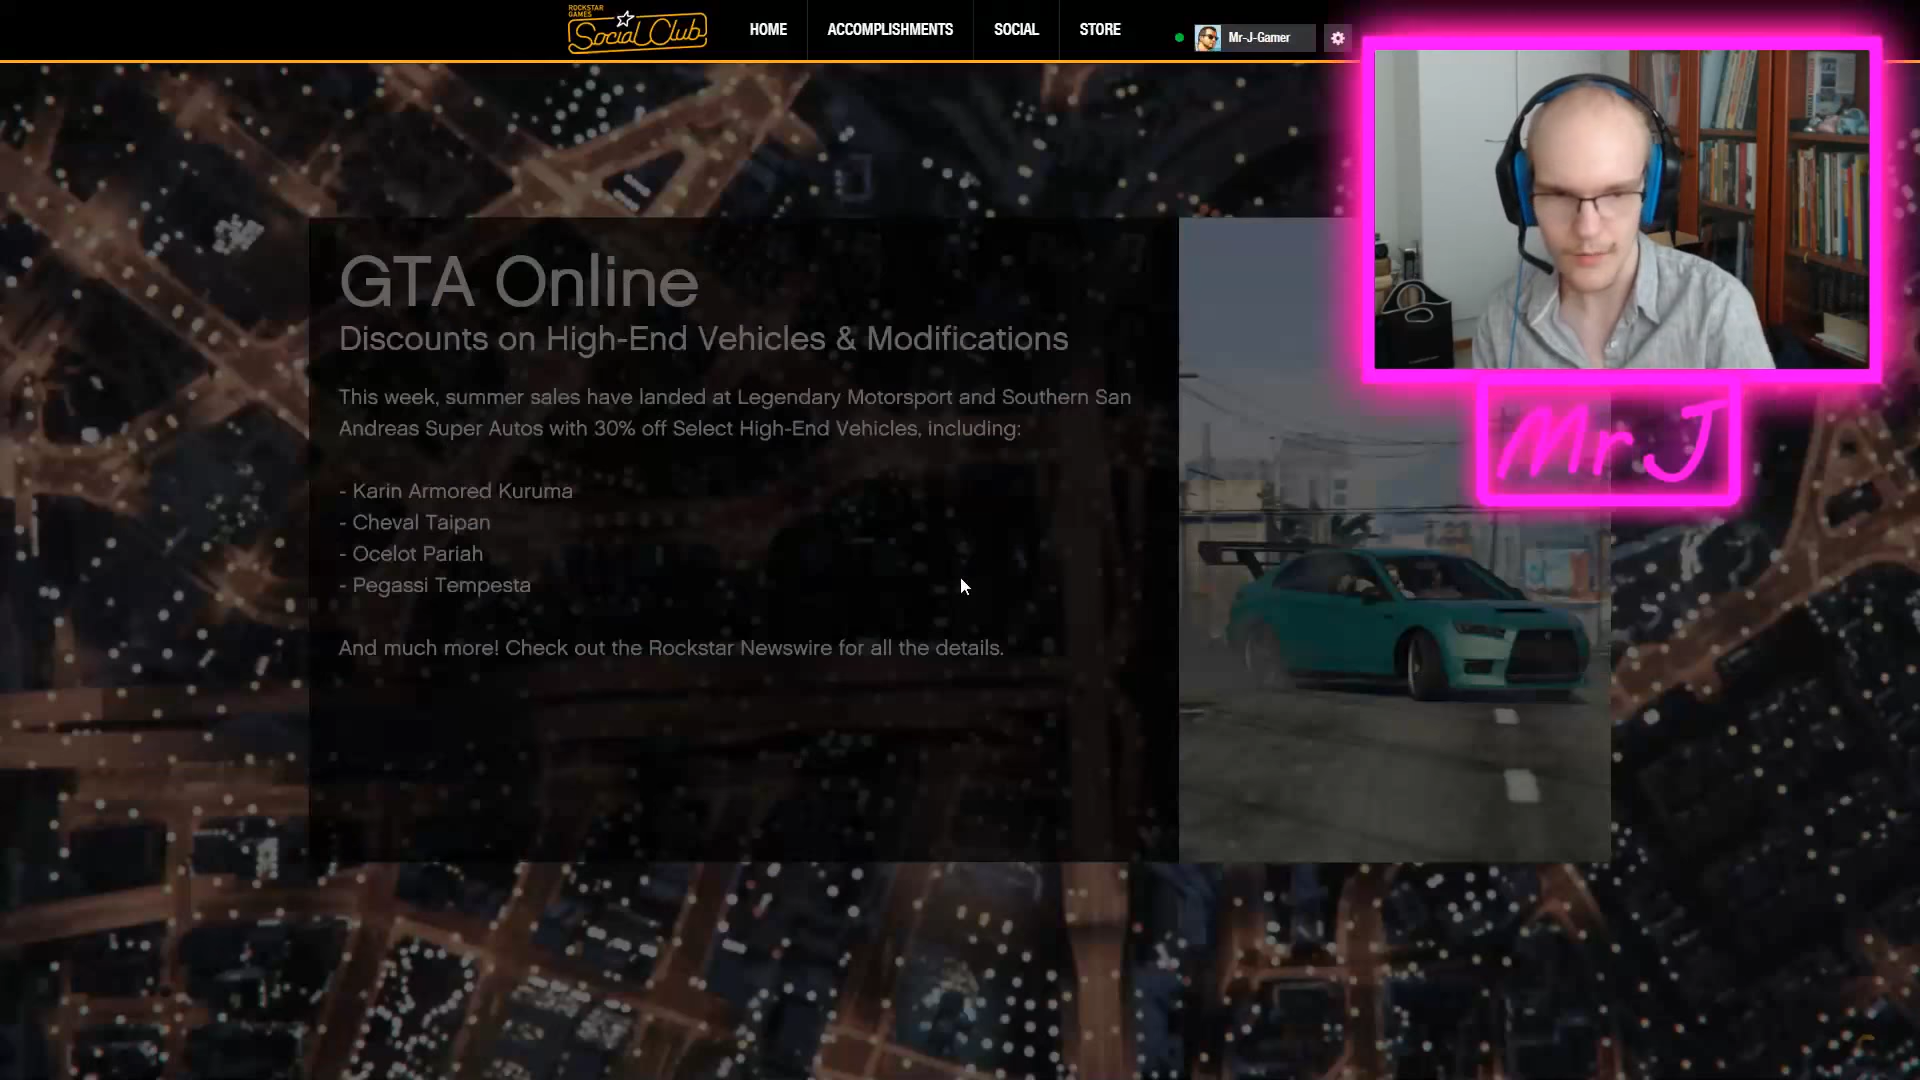 ROCKSTAR
GAMES
Social Club
HOME
ACCOMPLISHMENTS
SOCIAL
STORE
Mr-J-Gamer
GTA Online
Discounts on High-End Vehicles & Modifications
This week, summer sales have landed at Legendary Motorsport and Southern San
Andreas Super Autos with 30% off Select High-End Vehicles, including:
- Karin Armored Kuruma
- Cheval Taipan
- Ocelot Pariah
- Pegassi Tempesta
And much more! Check out the Rockstar Newswire for all the details.
Mr J